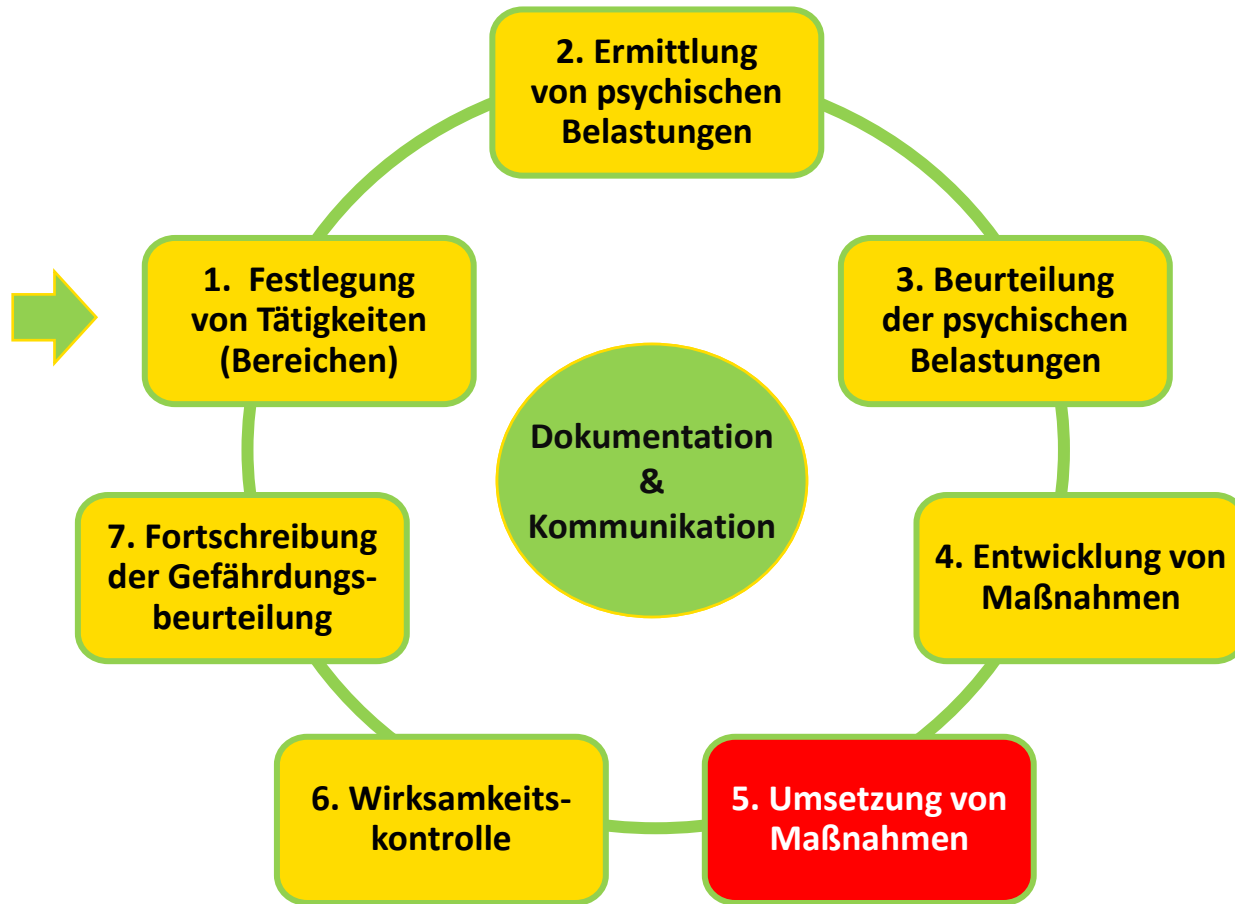 2. Ermittlung
von psychischen
Belastungen
1. Festlegung
von Tätigkeiten
(Bereichen)
3. Beurteilung
der psychischen
Belastungen
Dokumentation
&
Kommunikation
7. Fortschreibung
der Gefährdungs-
beurteilung
4. Entwicklung von
Maßnahmen
6. Wirksamkeits-
kontrolle
5. Umsetzung von
Maßnahmen